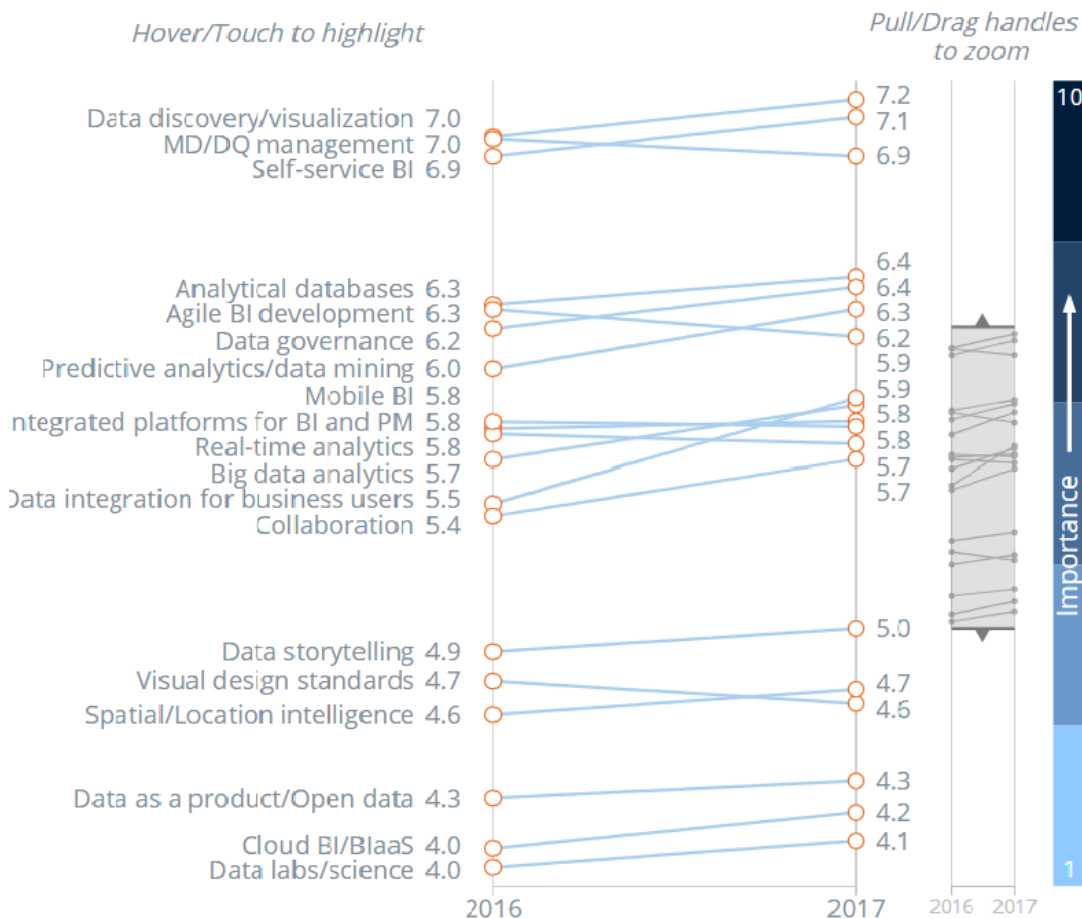 Hover/Touch to highlight
Pull/Drag handles
to zoom
Data discovery/visualization 7.0
MD/DQ management 7.0
Self-service BI 6.9
Analytical databases 6.3
Agile BI development 6.3
Data governance 6.2
Predictive analytics/data mining 6.0
Mobile BI 5.8
ntegrated platforms for BI and PM 5.8
Real-time analytics 5.8
Big data analytics 5.7
Data integration for business users 5.5
Collaboration 5.4
Data storytelling 4.9
Visual design standards 4.7
Spatial/Location intelligence 4.6
Data as a product/Open data 4.3
Cloud BI/BIaaS 4.0
Data labs/science 4.0
2016
7.2
7.1
6.9
6.4
6.4
6.3
6.2
5.9
5.9
5.8
5.8
5.7
5.7
5.0
4.7
4.6
4.3
4.2
4.1
2017
2016 2017
10
Importance
1